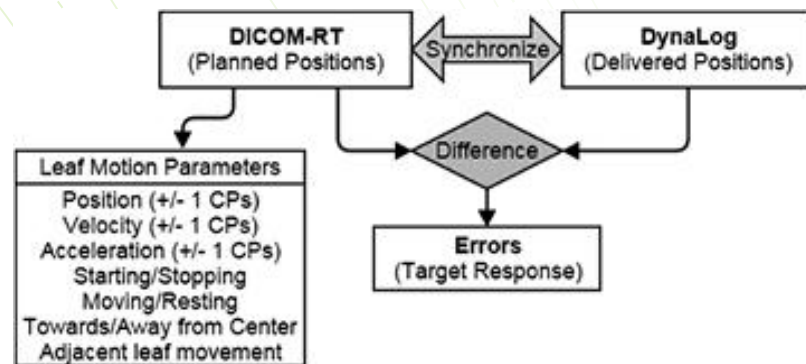 DICOM-RT
(Planned Positions)
Synchronize
DynaLog
(Delivered Positions)
Difference
Leaf Motion Parameters
Position (+/- 1 CPs)
Velocity (+/- 1 CPs)
Acceleration (+/- 1 CPs)
Starting/Stopping
Moving/Resting
Towards/Away from Center
Adjacent leaf movement
Errors
(Target Response)